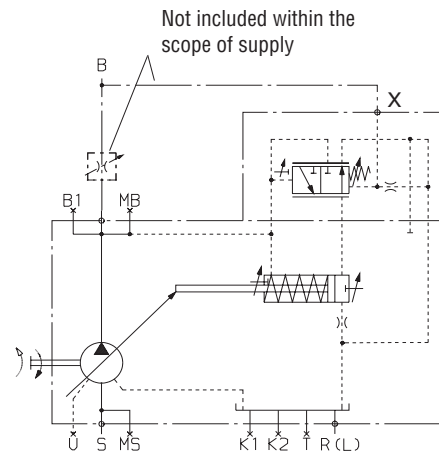 Not included within the
scope of supply
B
X
B1 MB
U S MS K1 K2 T R (L)